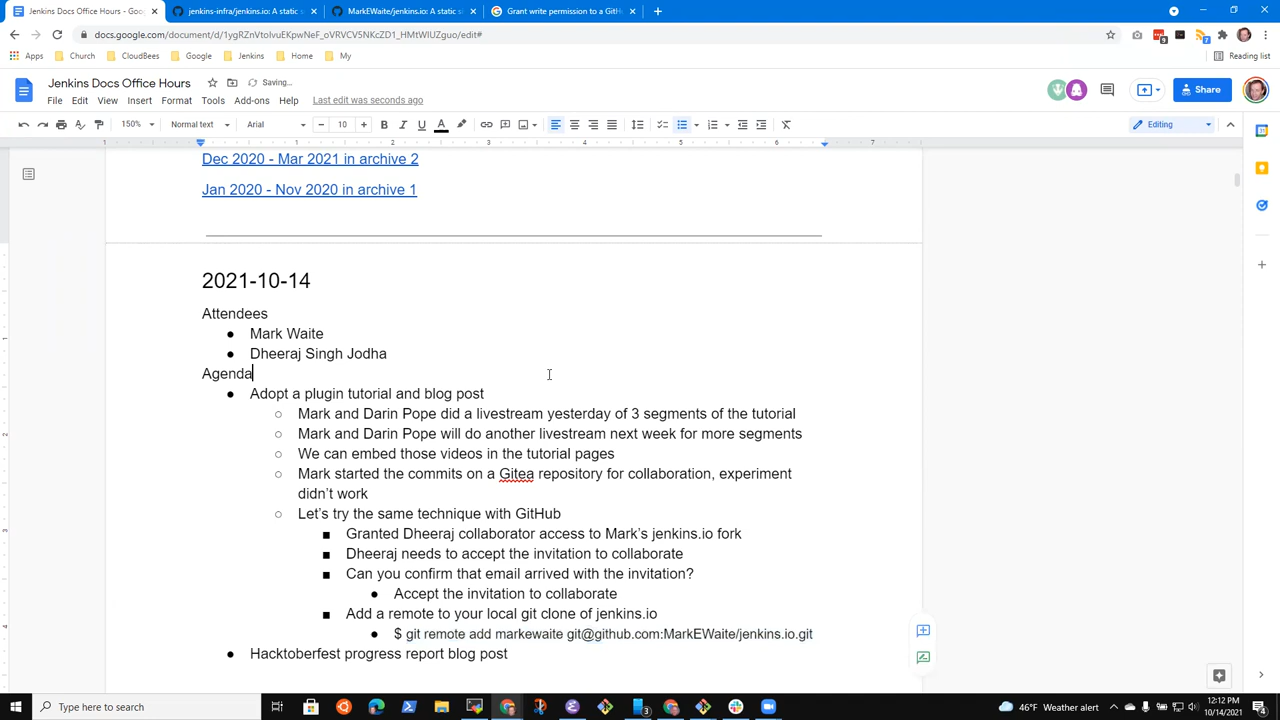 Jenkins Docs Office Hours - Goo
jenkins-infra/jenkins.io: A static s
MarkEWaite/jenkins.io: A static s
Grant write permission to a GitHu
docs.google.com/document/d/1ygRZnVtoIvuEKpwNeF_oVRVCV5NKcZD1_HMtWIUZguo/edit#
Apps
Church
CloudBees
Google
Jenkins
Home
My
Reading list
Jenkins Docs Office Hours
Saving...
File Edit View Insert Format Tools Add-ons Help Last edit was seconds ago
Share
150% Normal text Arial 10 Editing
Dec 2020 - Mar 2021 in archive 2
Jan 2020 - Nov 2020 in archive 1
2021-10-14
Attendees
● Mark Waite
● Dheeraj Singh Jodha
Agenda
● Adopt a plugin tutorial and blog post
○ Mark and Darin Pope did a livestream yesterday of 3 segments of the tutorial
○ Mark and Darin Pope will do another livestream next week for more segments
○ We can embed those videos in the tutorial pages
○ Mark started the commits on a Gitea repository for collaboration, experiment
didn't work
○ Let's try the same technique with GitHub
■ Granted Dheeraj collaborator access to Mark's jenkins.io fork
■ Dheeraj needs to accept the invitation to collaborate
■ Can you confirm that email arrived with the invitation?
● Accept the invitation to collaborate
■ Add a remote to your local git clone of jenkins.io
● $ git remote add markewaite git@github.com:MarkEWaite/jenkins.io.git
● Hacktoberfest progress report blog post
Type here to search
46°F Weather alert
12:12 PM
10/14/2021